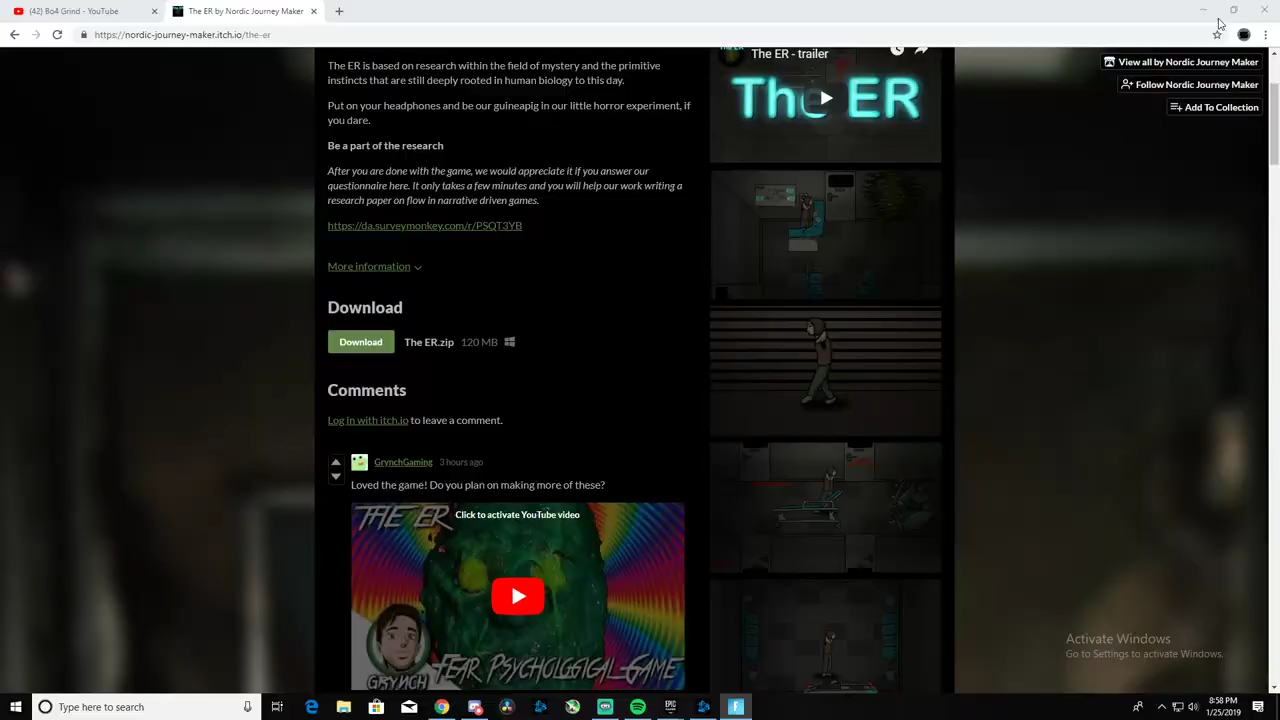 (42) Bo4 Grind - YouTube
The ER by Nordic Journey Maker
https://nordic-journey-maker.itch.io/the-er
View all by Nordic Journey Maker
Follow Nordic Journey Maker
Add To Collection
The ER is based on research within the field of mystery and the primitive
instincts that are still deeply rooted in human biology to this day.
Put on your headphones and be our guineapig in our little horror experiment, if
you dare.
Be a part of the research
After you are done with the game, we would appreciate it if you answer our
questionnaire here. It only takes a few minutes and you will help our work writing a
research paper on flow in narrative driven games.
https://da.surveymonkey.com/r/PSQT3YB
More information
Download
Download The ER.zip 120 MB
Comments
Log in with itch.io to leave a comment.
GrynchGaming 3 hours ago
Loved the game! Do you plan on making more of these?
THE ER
Click to activate YouTube video
GRYNCH
FEAR PSYCHOLOGICAL GAME
The ER - trailer
The ER
Activate Windows
Go to Settings to activate Windows.
Type here to search
EPIC
8:58 PM
1/25/2019